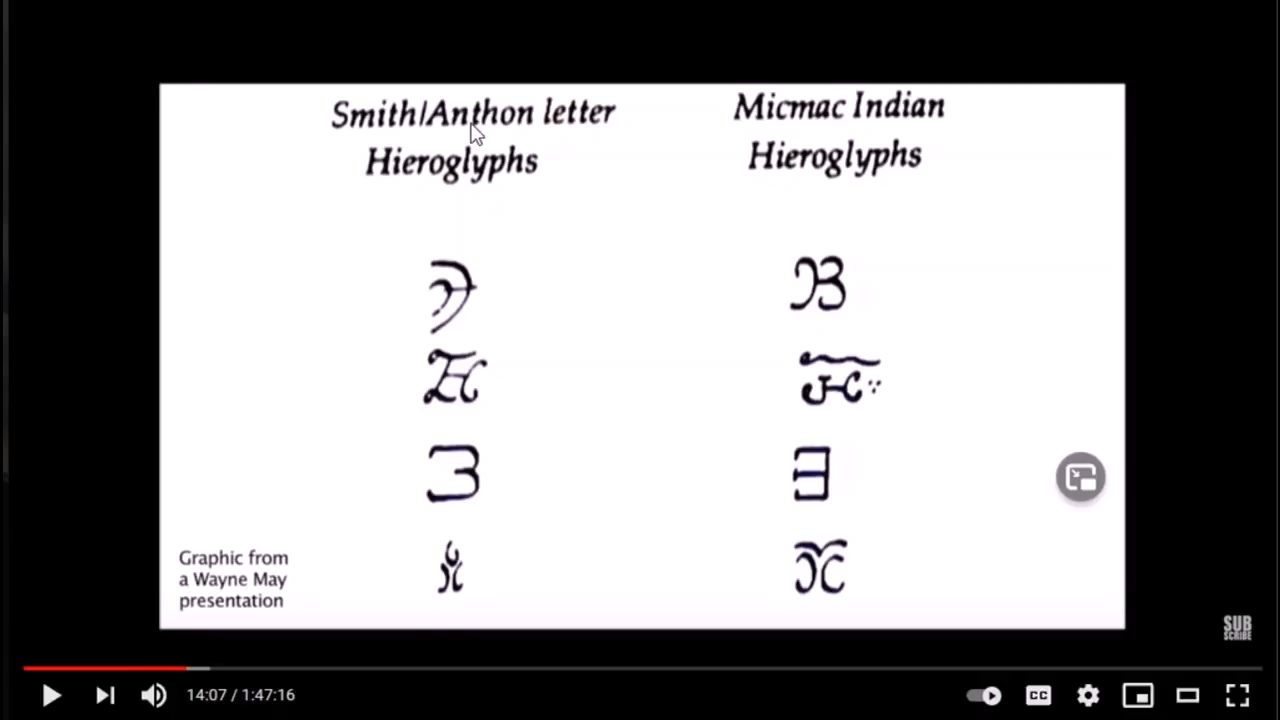 Smith/Anthon letter
Hieroglyphs
Micmac Indian
Hieroglyphs
Graphic from
a Wayne May
presentation
SUB
SCRIBE
14:07 / 1:47:16
CC